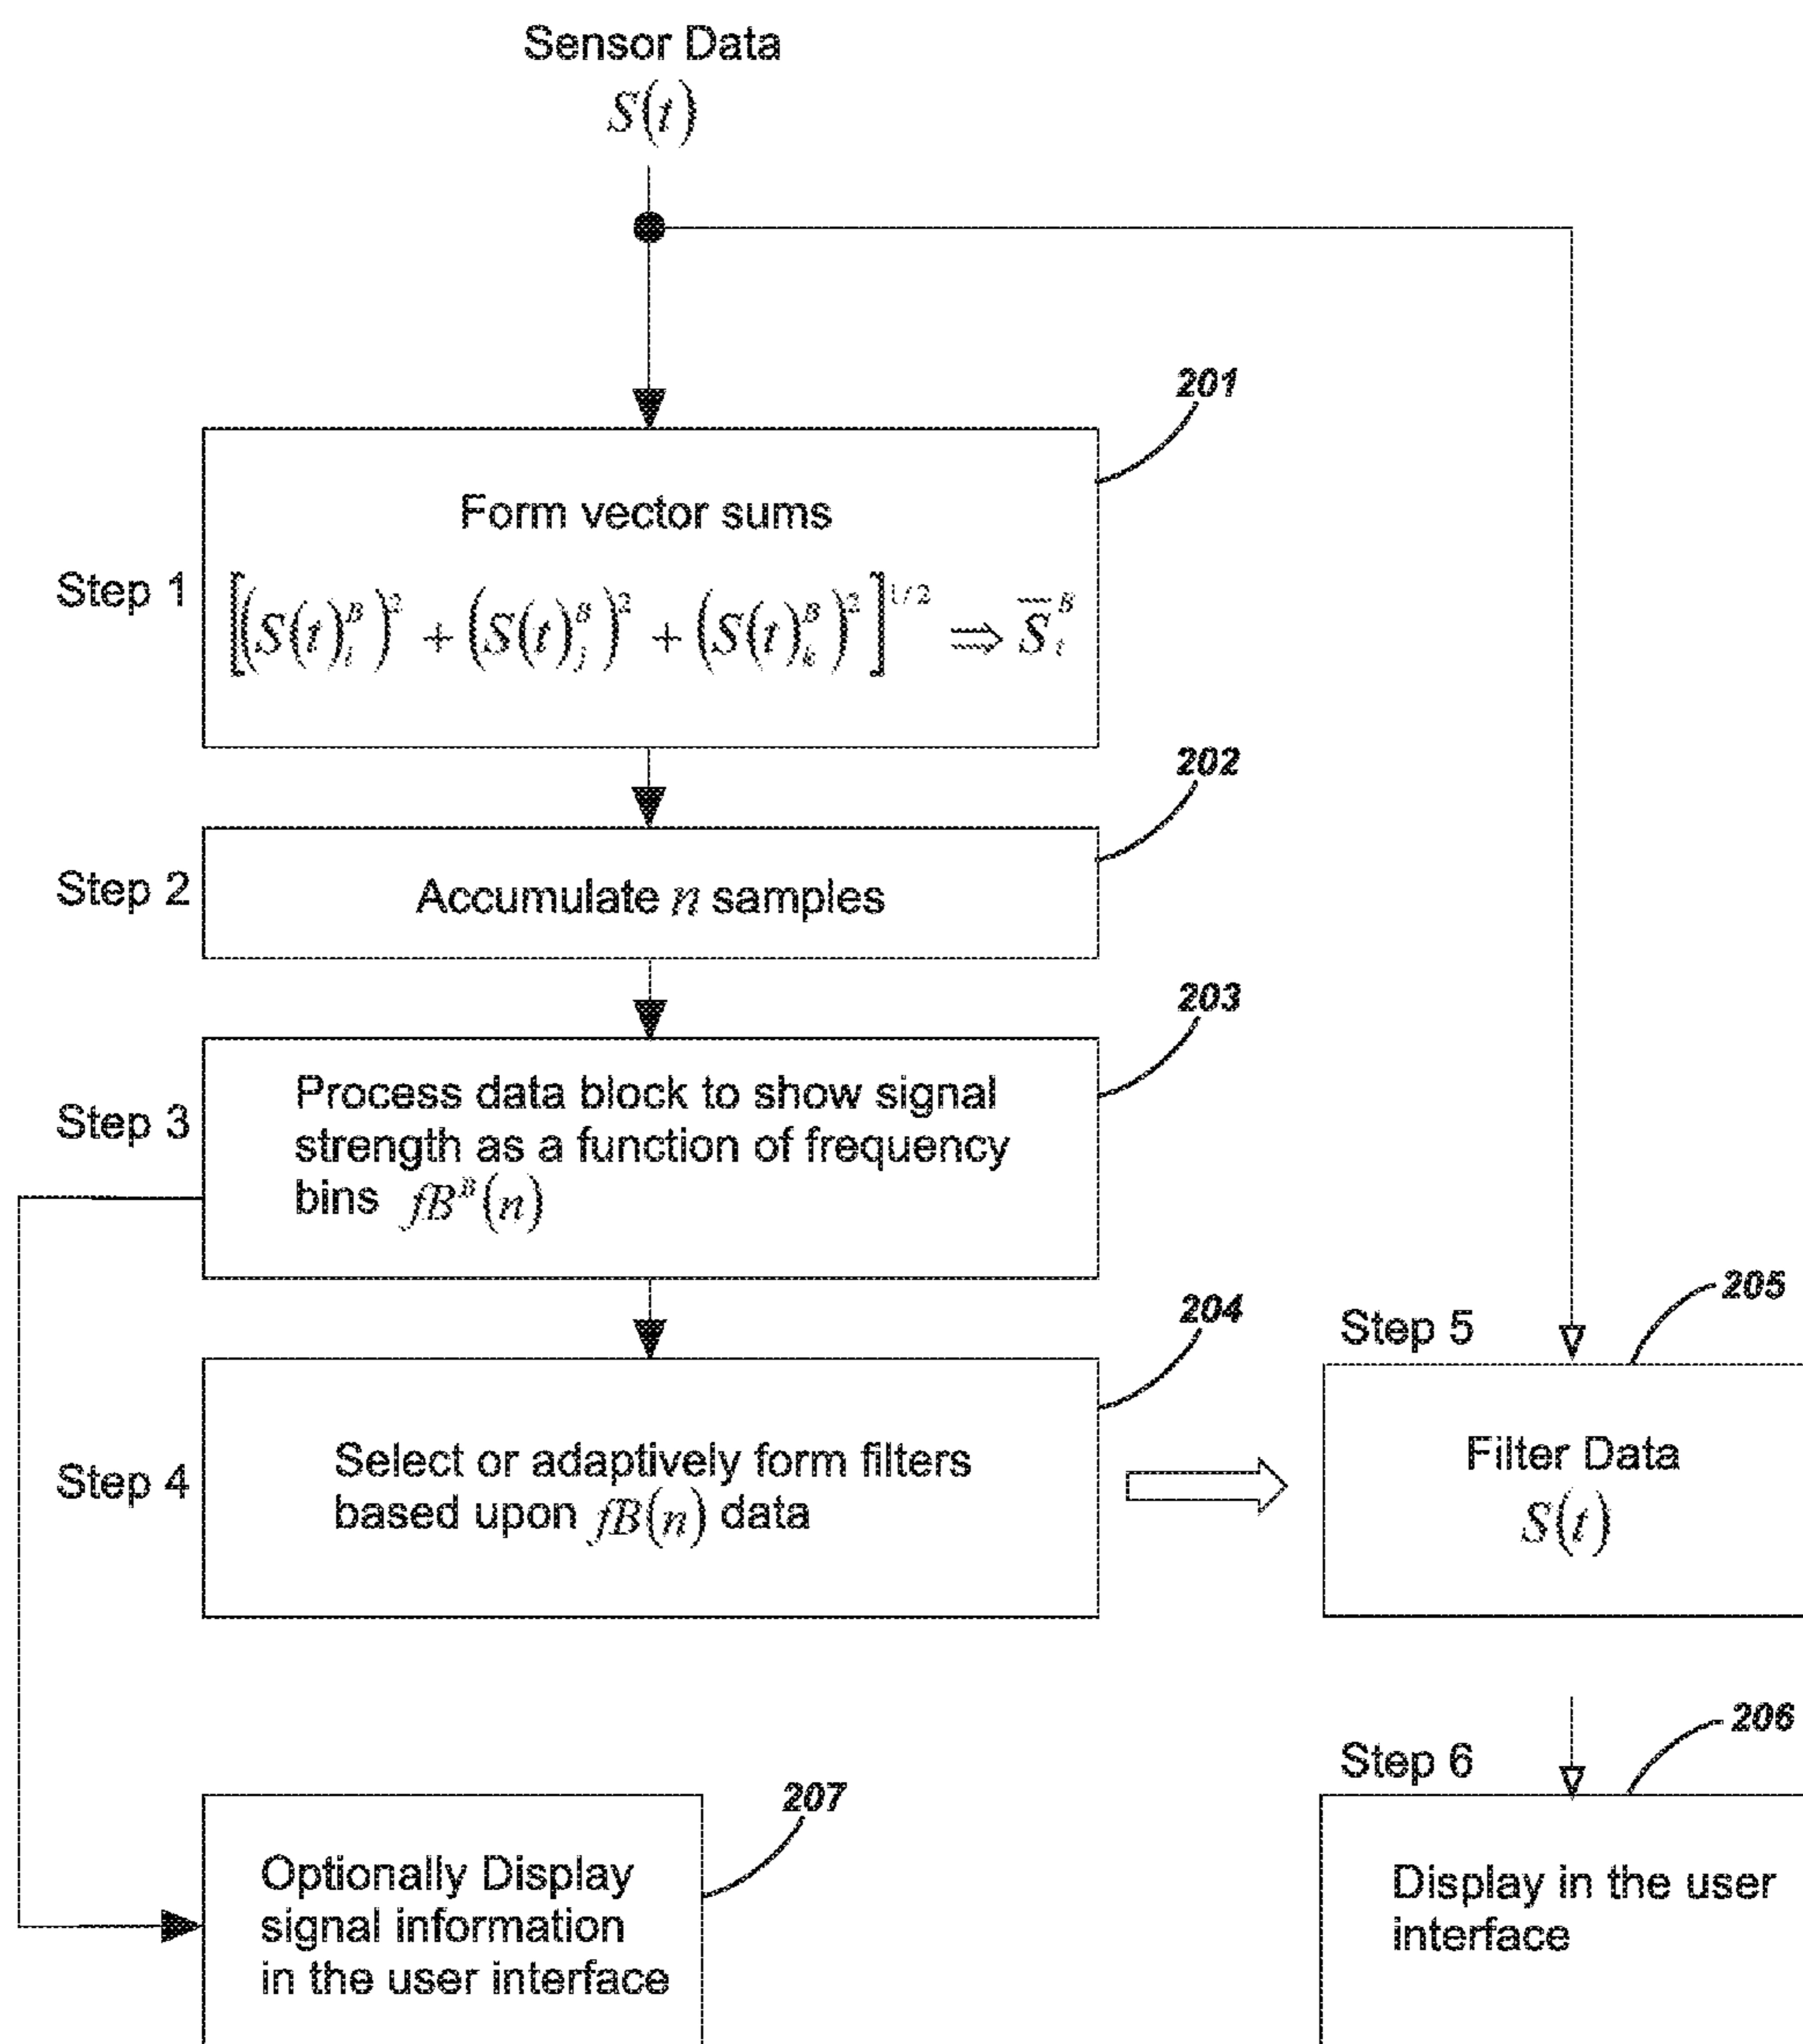 Sensor Data
S(t)
201
Form vector sums
Step 1
[(S(t)_i^B)^2 + (S(t)_j^B)^2 + (S(t)_k^B)^2]^{1/2} ⇒ S̅_t^B
202
Step 2
Accumulate n samples
203
Step 3
Process data block to show signal
strength as a function of frequency
bins fB^B(n)
204
Step 4
Select or adaptively form filters
based upon fB(n) data
Step 5
205
Filter Data
S(t)
Step 6
206
Display in the user
interface
207
Optionally Display
signal information
in the user interface